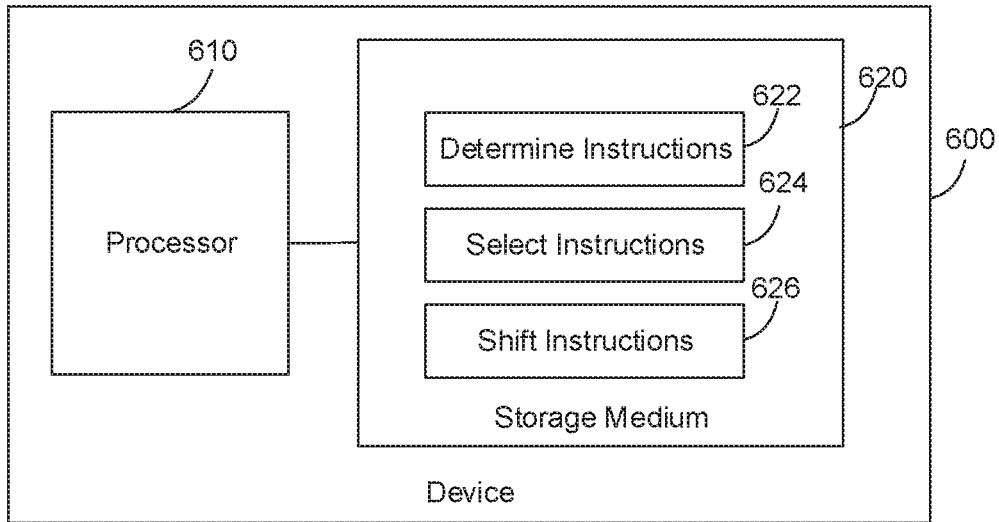 610
620
622
Determine Instructions
600
624
Processor
Select Instructions
626
Shift Instructions
Storage Medium
Device